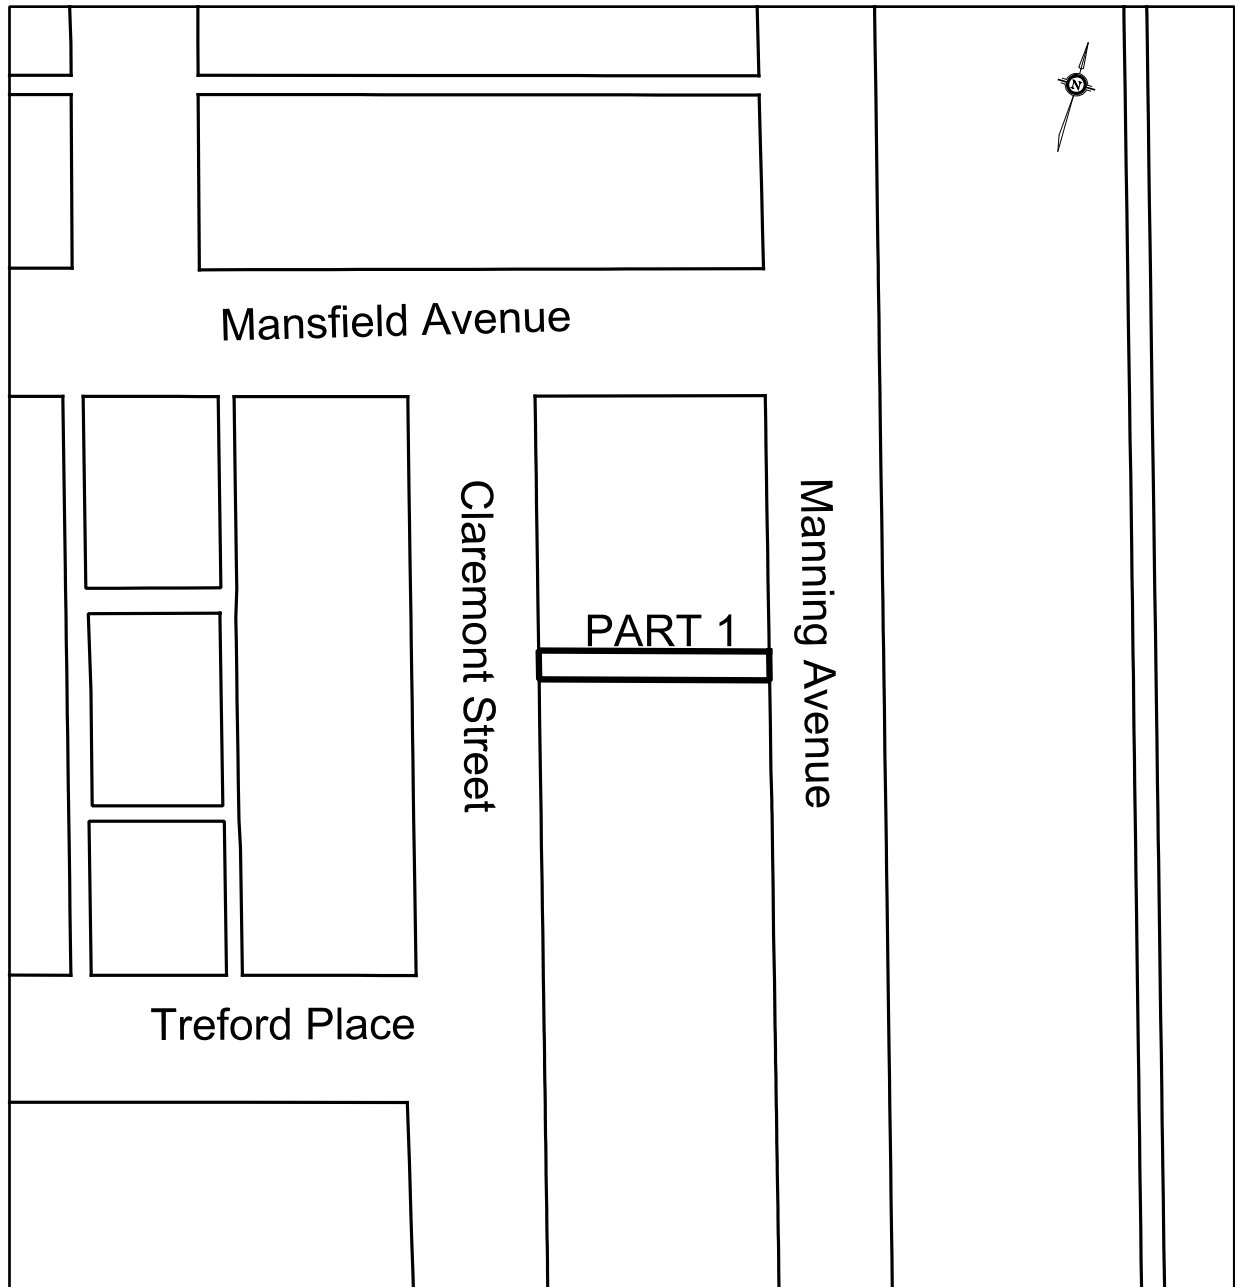 N
Mansfield Avenue
Claremont Street
Manning Avenue
PART 1
Treford Place